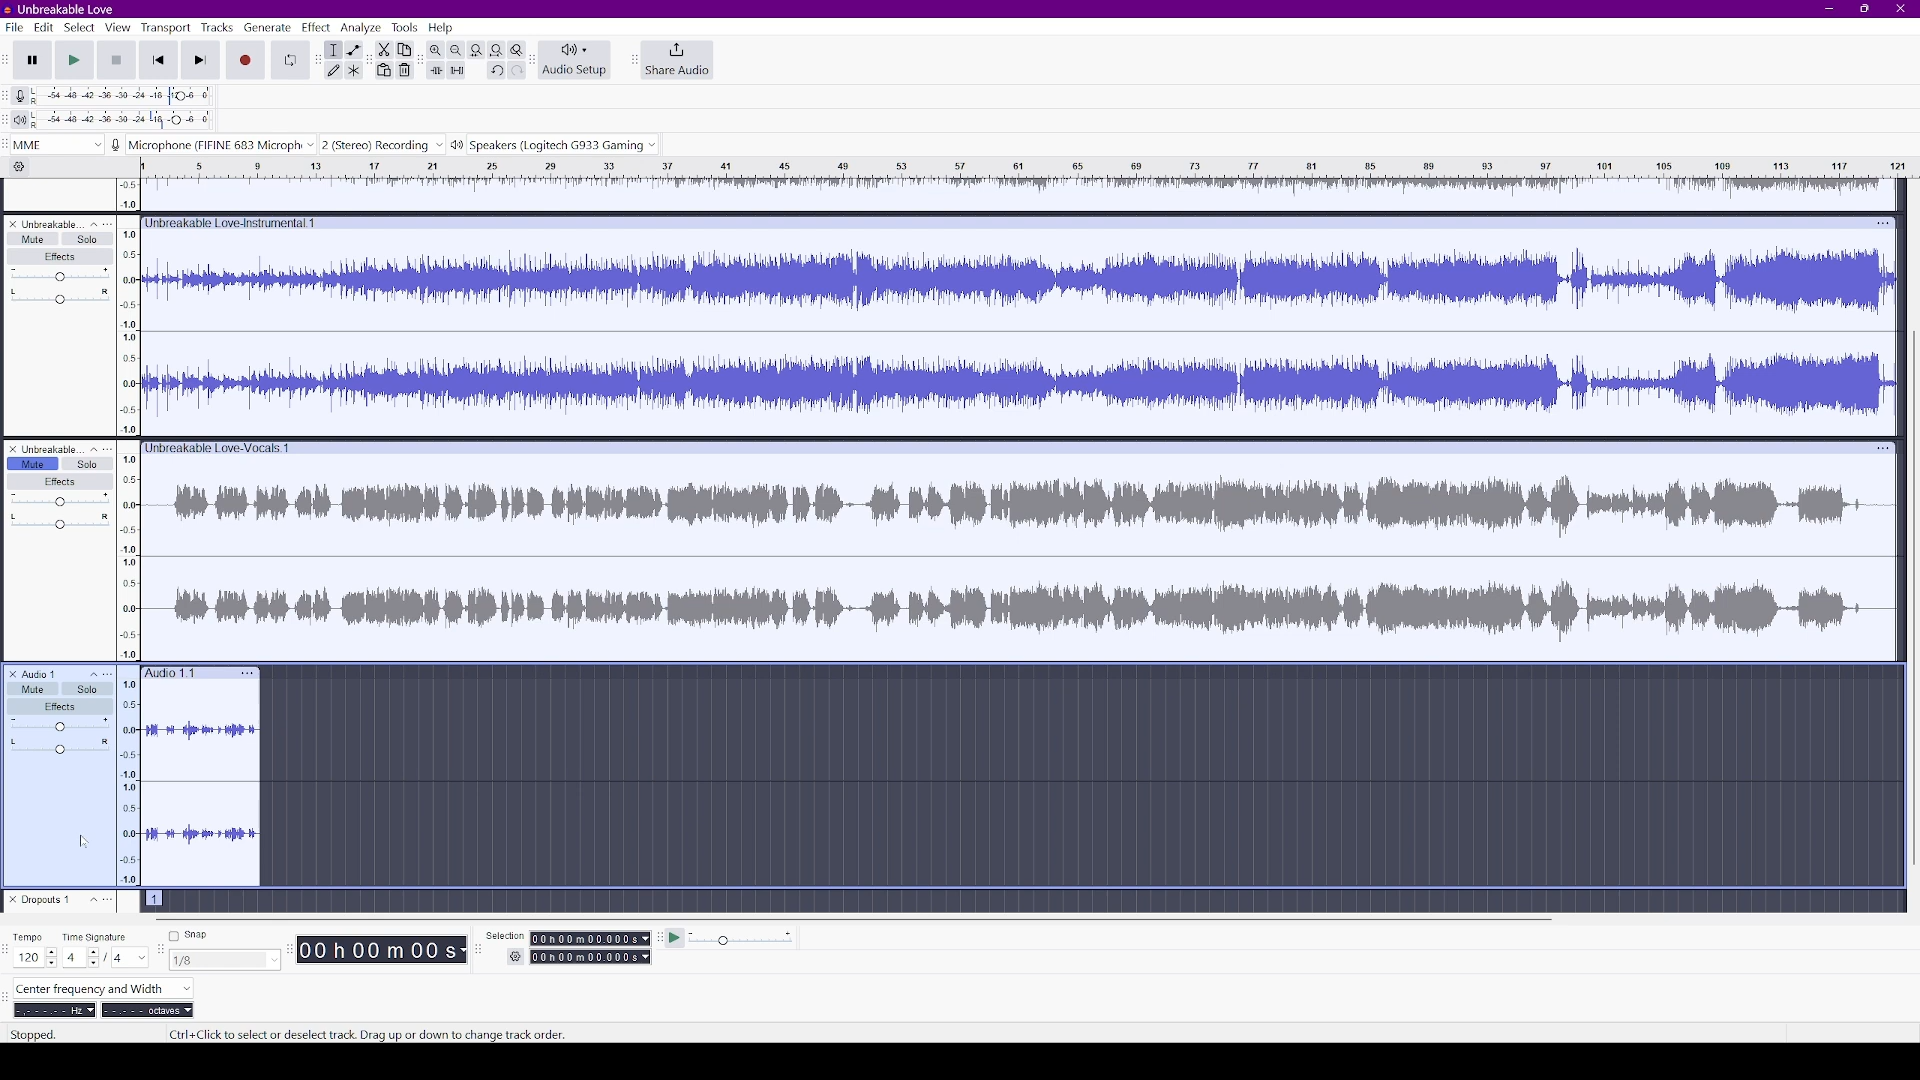 Unbreakable Love
File Edit Select View Transport Tracks Generate Effect Analyze Tools Help
Audio Setup
Share Audio
L R -54 -48 -42 -36 -30 -24 -18 -12 -6 0
L R -54 -48 -42 -36 -30 -24 -18 -6 0
MME Microphone (FIFINE 683 Microph 2 (Stereo) Recording Speakers (Logitech G933 Gaming
1 5 9 13 17 21 25 29 33 37 41 45 49 53 57 61 65 69 73 77 81 85 89 93 97 101 105 109 113 117 121
-0.5
-1.0
Unbreakable... Unbreakable Love-Instrumental.1
Mute Solo
Effects
- +
L R
1.0
0.5
0.0
-0.5
-1.0
1.0
0.5
0.0
-0.5
-1.0
Unbreakable... Unbreakable Love-Vocals.1
Mute Solo
Effects
- +
L R
1.0
0.5
0.0
-0.5
-1.0
1.0
0.5
0.0
-0.5
-1.0
Audio 1 Audio 1.1
Mute Solo
Effects
- +
L R
1.0
0.5
0.0
-0.5
-1.0
1.0
0.5
0.0
-0.5
-1.0
Dropouts 1 1
Tempo Time Signature Snap
120 4 / 4 1/8
00 h 00 m 00 s
Selection 00 h 00 m 00.000 s
00 h 00 m 00.000 s
- +
Center frequency and Width
-.---.-- Hz --.--- octaves
Stopped. Ctrl+Click to select or deselect track. Drag up or down to change track order.